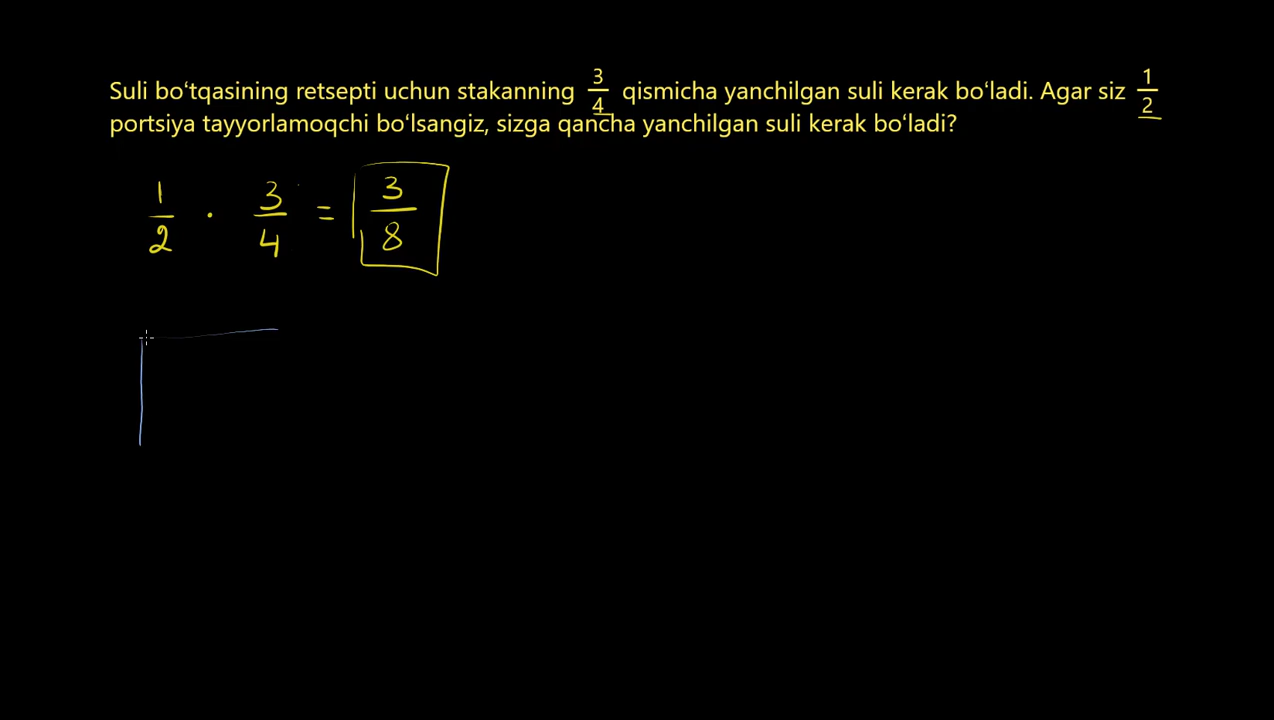 Suli bo‘tqasining retsepti uchun stakanning 3/4 qismicha yanchilgan suli kerak bo‘ladi. Agar siz 1/2
portsiya tayyorlamoqchi bo‘lsangiz, sizga qancha yanchilgan suli kerak bo‘ladi?
1/2 · 3/4 = 3/8